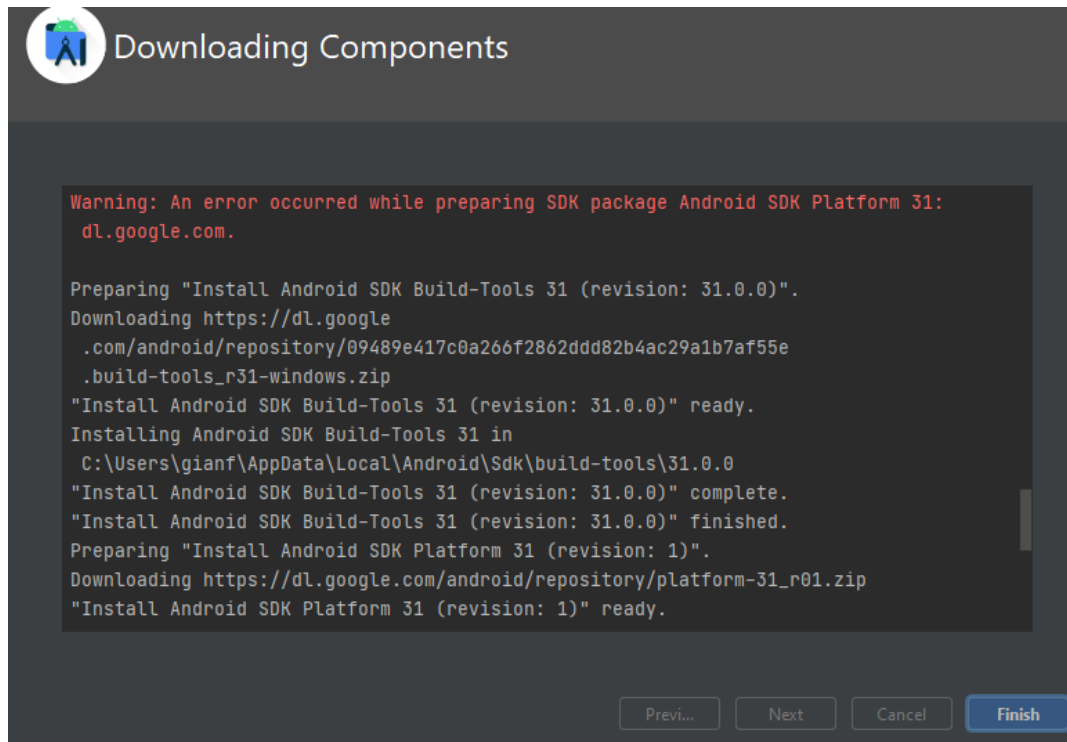 Downloading Components
Warning: An error occurred while preparing SDK package Android SDK Platform 31:
dl.google.com.
Preparing "Install Android SDK Build-Tools 31 (revision: 31.0.0)".
Downloading https://dl.google
.com/android/repository/09489e417c0a266f2862ddd82b4ac29a1b7af55e
.build-tools_r31-windows.zip
"Install Android SDK Build-Tools 31 (revision: 31.0.0)" ready.
Installing Android SDK Build-Tools 31 in
C:\Users\gianf\AppData\Local\Android\Sdk\build-tools\31.0.0
"Install Android SDK Build-Tools 31 (revision: 31.0.0)" complete.
"Install Android SDK Build-Tools 31 (revision: 31.0.0)" finished.
Preparing "Install Android SDK Platform 31 (revision: 1)".
Downloading https://dl.google.com/android/repository/platform-31_r01.zip
"Install Android SDK Platform 31 (revision: 1)" ready.
Previ... Next Cancel Finish